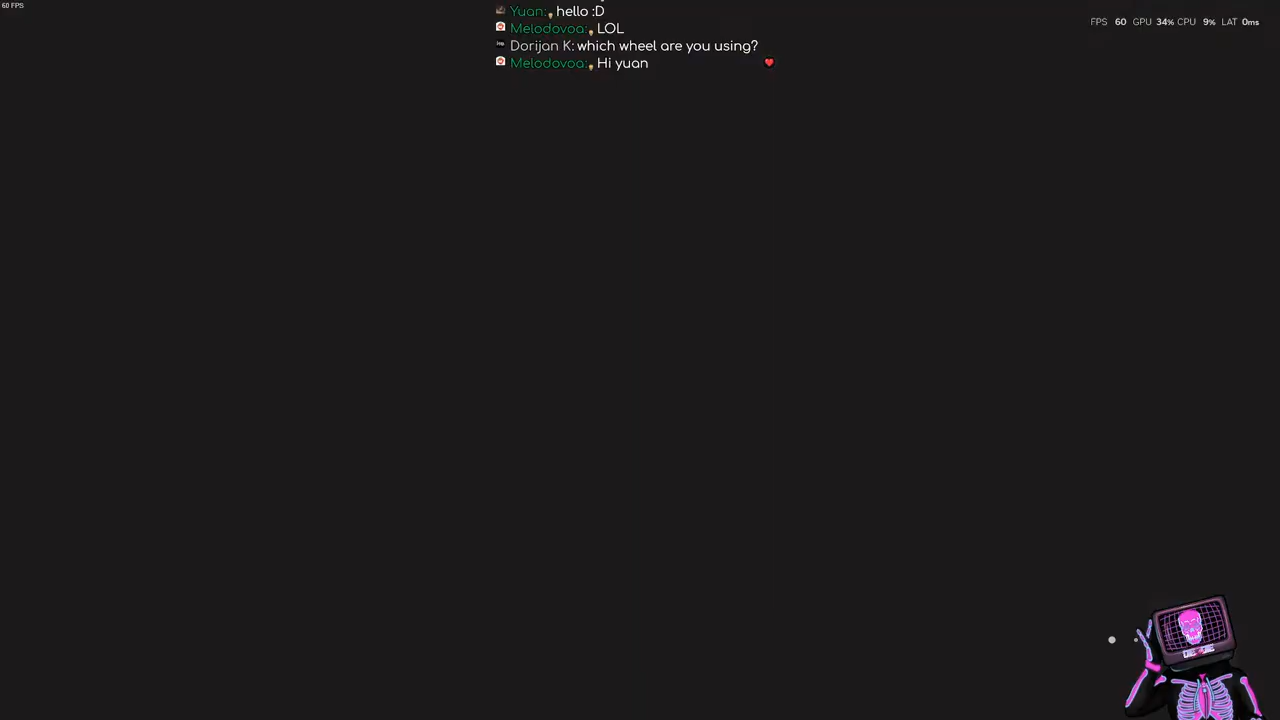 60 FPS
Yuan: hello :D
FPS 60 GPU 34% CPU 9% LAT 0ms
Melodovoa: LOL
Dorijan K: which wheel are you using?
Melodovoa: Hi yuan